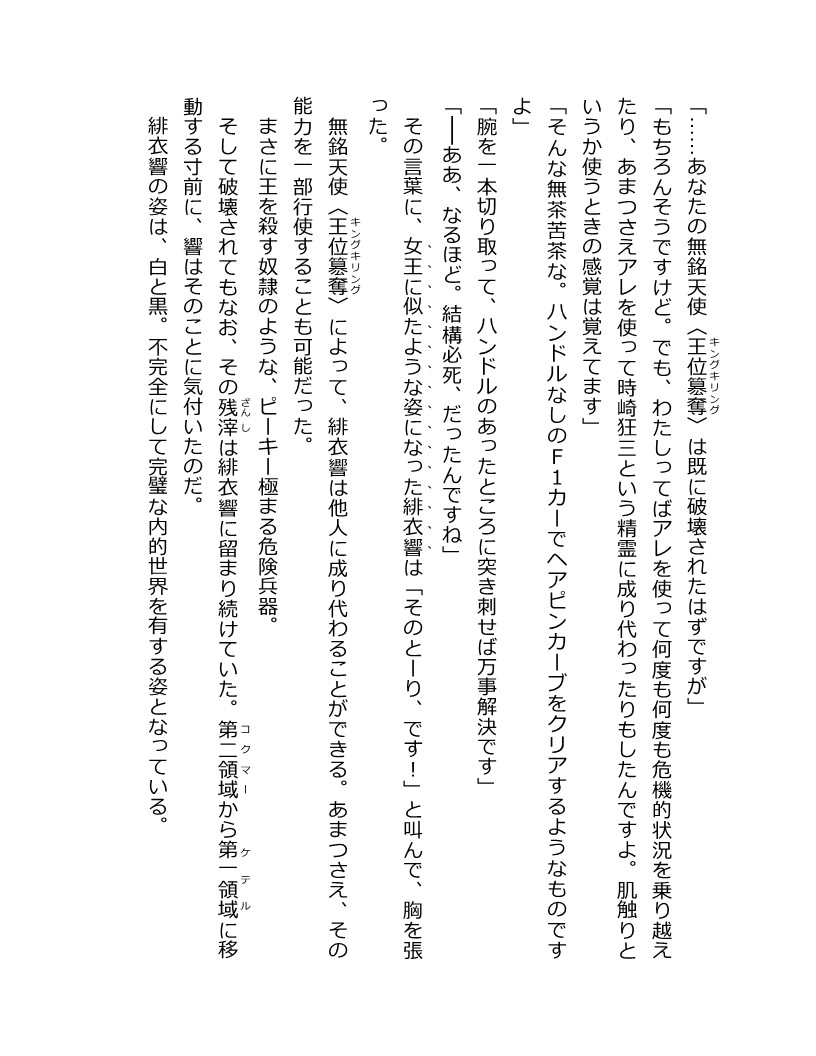 「……あなたの無銘天使〈王位簒奪〉は既に破壊されたはずですが」
「もちろんそうですけど。でも、わたしってばアレを使って何度も何度も危機的状況を乗り越え
たり、あまつさえアレを使って時崎狂三という精霊に成り代わったりもしたんですよ。肌触りと
いうか使うときの感覚は覚えてます」
「そんな無茶苦茶な。ハンドルなしのF1カーでヘアピンカーブをクリアするようなものです
よ」
「腕を一本切り取って、ハンドルのあったところに突き刺せば万事解決です」
「──ああ、なるほど。結構必死、だったんですね」
その言葉に、女王に似たような姿になった緋衣響は「そのとーり、です！」と叫んで、胸を張
った。
無銘天使〈王位簒奪〉によって、緋衣響は他人に成り代わることができる。あまつさえ、その
能力を一部行使することも可能だった。
まさに王を殺す奴隷のような、ピーキー極まる危険兵器。
そして破壊されてもなお、その残滓は緋衣響に留まり続けていた。第二領域から第一領域に移
動する寸前に、響はそのことに気付いたのだ。
緋衣響の姿は、白と黒。不完全にして完璧な内的世界を有する姿となっている。
キングキリング
キングキリング
ざんし
コクマー
ケテル